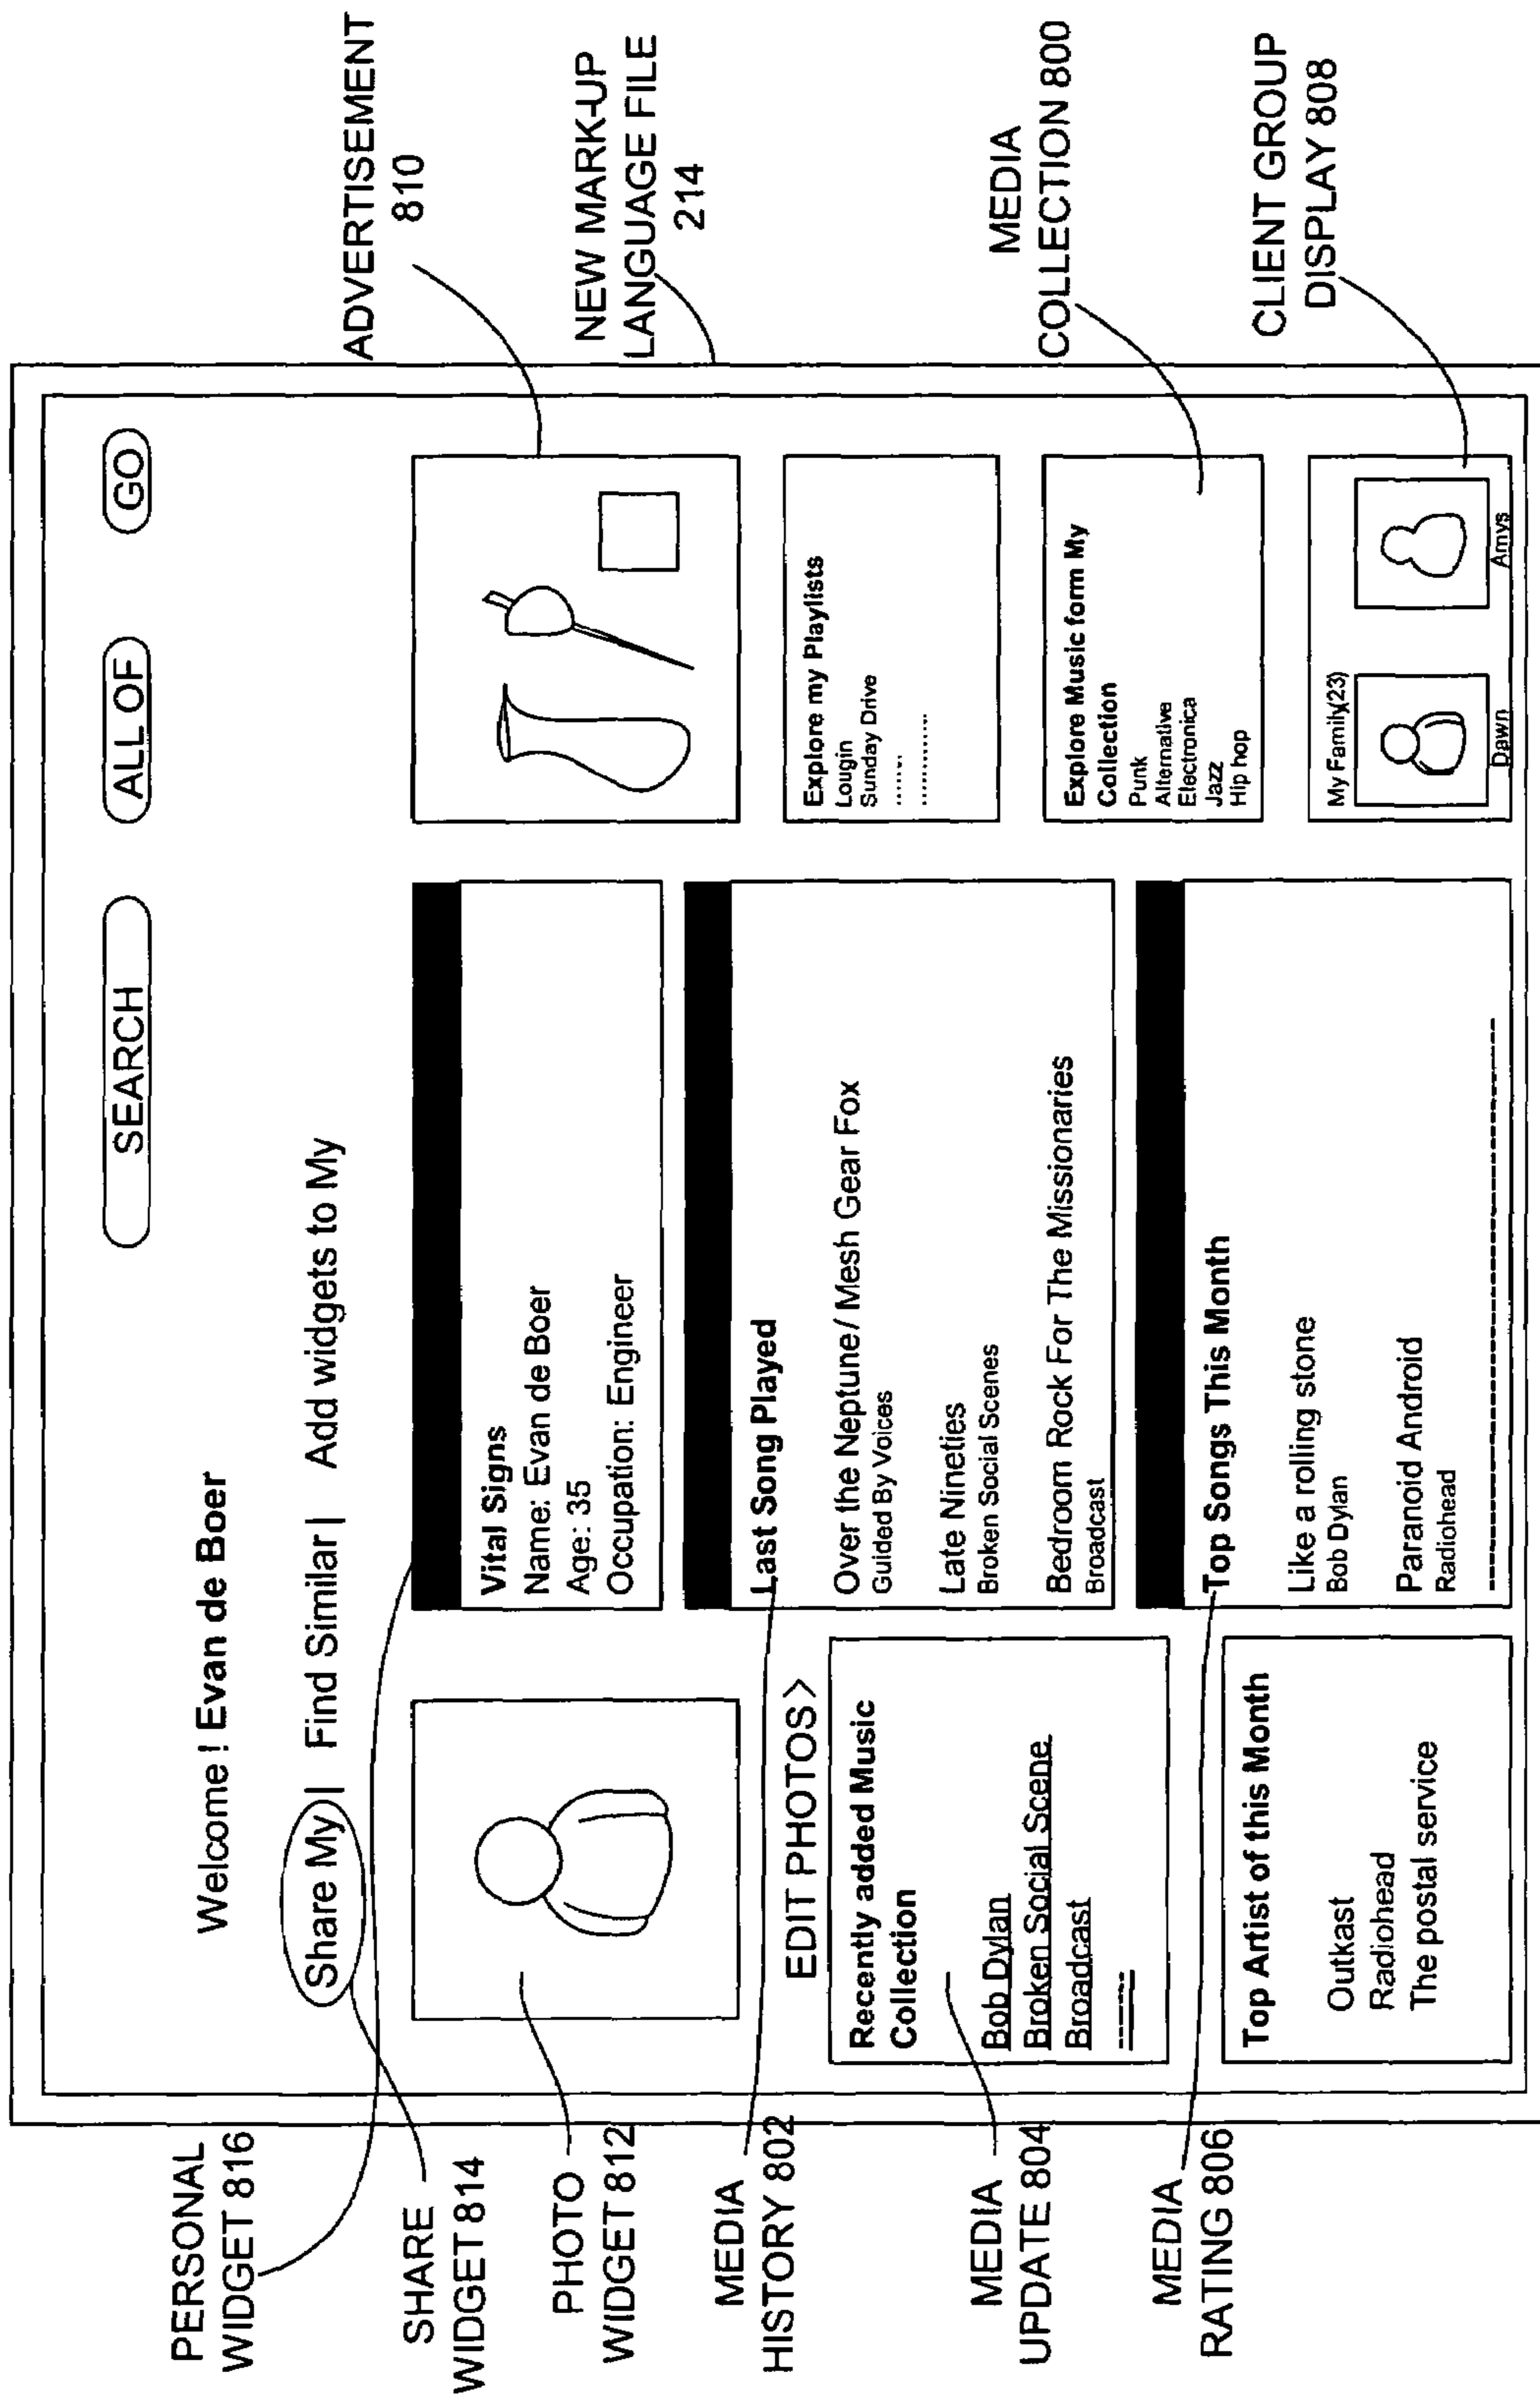 SEARCH
ALL OF
GO
Welcome! Evan de Boer
Share My | Find Similar | Add widgets to My
PERSONAL
WIDGET 816
SHARE
WIDGET 814
PHOTO
WIDGET 812
MEDIA
HISTORY 802
MEDIA
UPDATE 804
MEDIA
RATING 806
EDIT PHOTOS>
Recently added Music
Collection
Bob Dylan
Broken Social Scene
Broadcast
Top Artist of this Month
Outkast
Radiohead
The postal service
Vital Signs
Name: Evan de Boer
Age: 35
Occupation: Engineer
Last Song Played
Over the Neptune/ Mesh Gear Fox
Guided By Voices
Late Nineties
Broken Social Scenes
Bedroom Rock For The Missionaries
Broadcast
Top Songs This Month
Like a rolling stone
Bob Dylan
Paranoid Android
Radiohead
Explore my Playlists
Lougin
Sunday Drive
Explore Music form My
Collection
Punk
Alternative
Electronica
Jazz
Hip hop
My Family(23)
Dawn
Amys
ADVERTISEMENT
810
NEW MARK-UP
LANGUAGE FILE
214
MEDIA
COLLECTION 800
CLIENT GROUP
DISPLAY 808